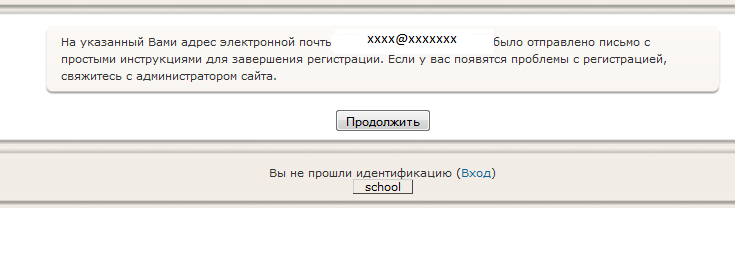 На указанный Вами адрес электронной почты xxxx@xxxxxxx было отправлено письмо с
простыми инструкциями для завершения регистрации. Если у вас появятся проблемы с регистрацией,
свяжитесь с администратором сайта.
Продолжить
Вы не прошли идентификацию (Вход)
school